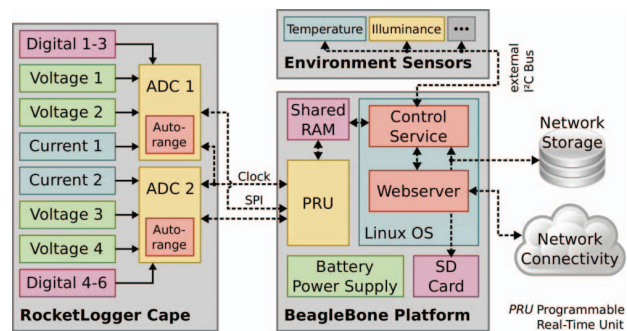 Digital 1-3
Voltage 1
Voltage 2
Current 1
Current 2
Voltage 3
Voltage 4
Digital 4-6
ADC 1
Auto-
range
ADC 2
Auto-
range
RocketLogger Cape
Temperature
Illuminance
•••
Environment Sensors
external
I²C Bus
Clock
SPI
Shared
RAM
PRU
Control
Service
Webserver
Linux OS
Battery
Power Supply
SD
Card
BeagleBone Platform
Network
Storage
Network
Connectivity
PRU Programmable
Real-Time Unit